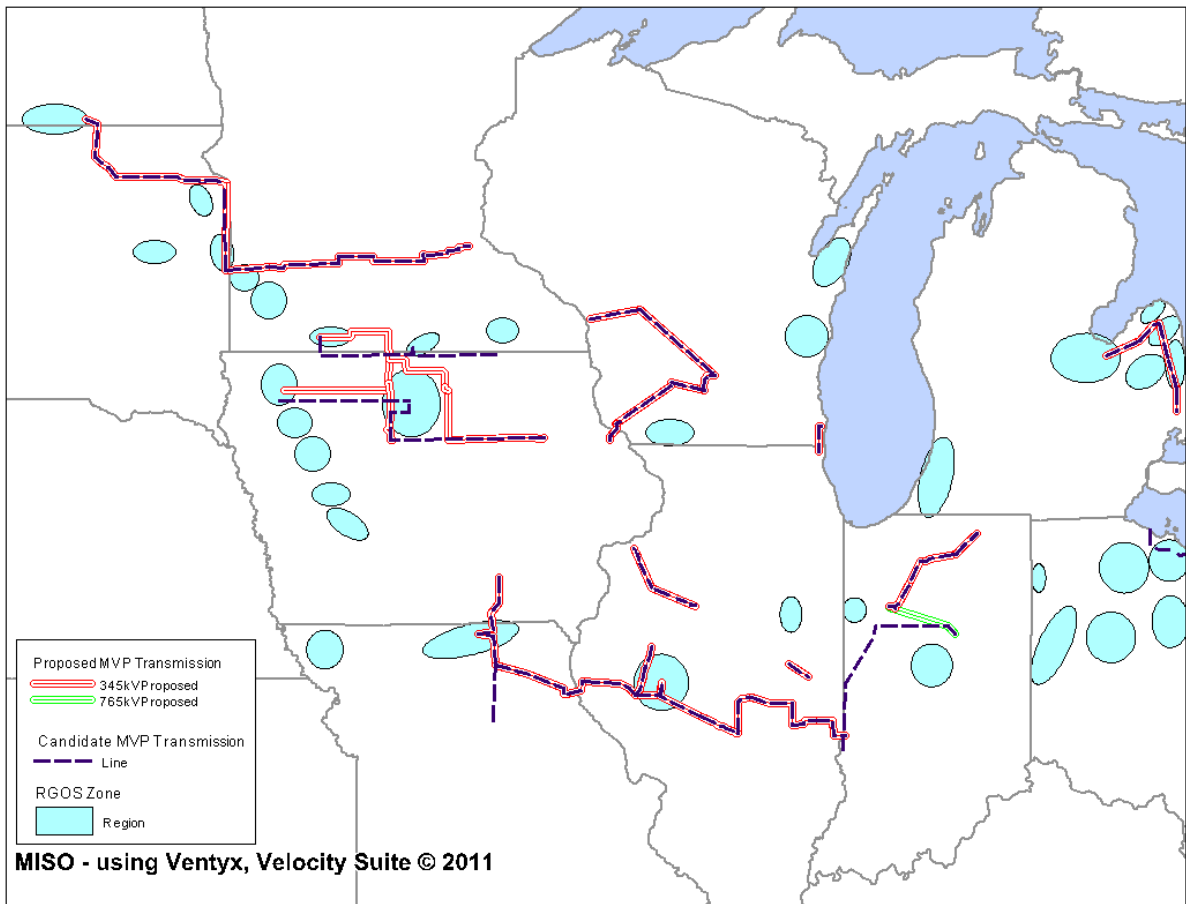 Proposed MVP Transmission
345kVProposed
765kVProposed
Candidate MVP Transmission
Line
RGOS Zone
Region
MISO - using Ventyx, Velocity Suite © 2011